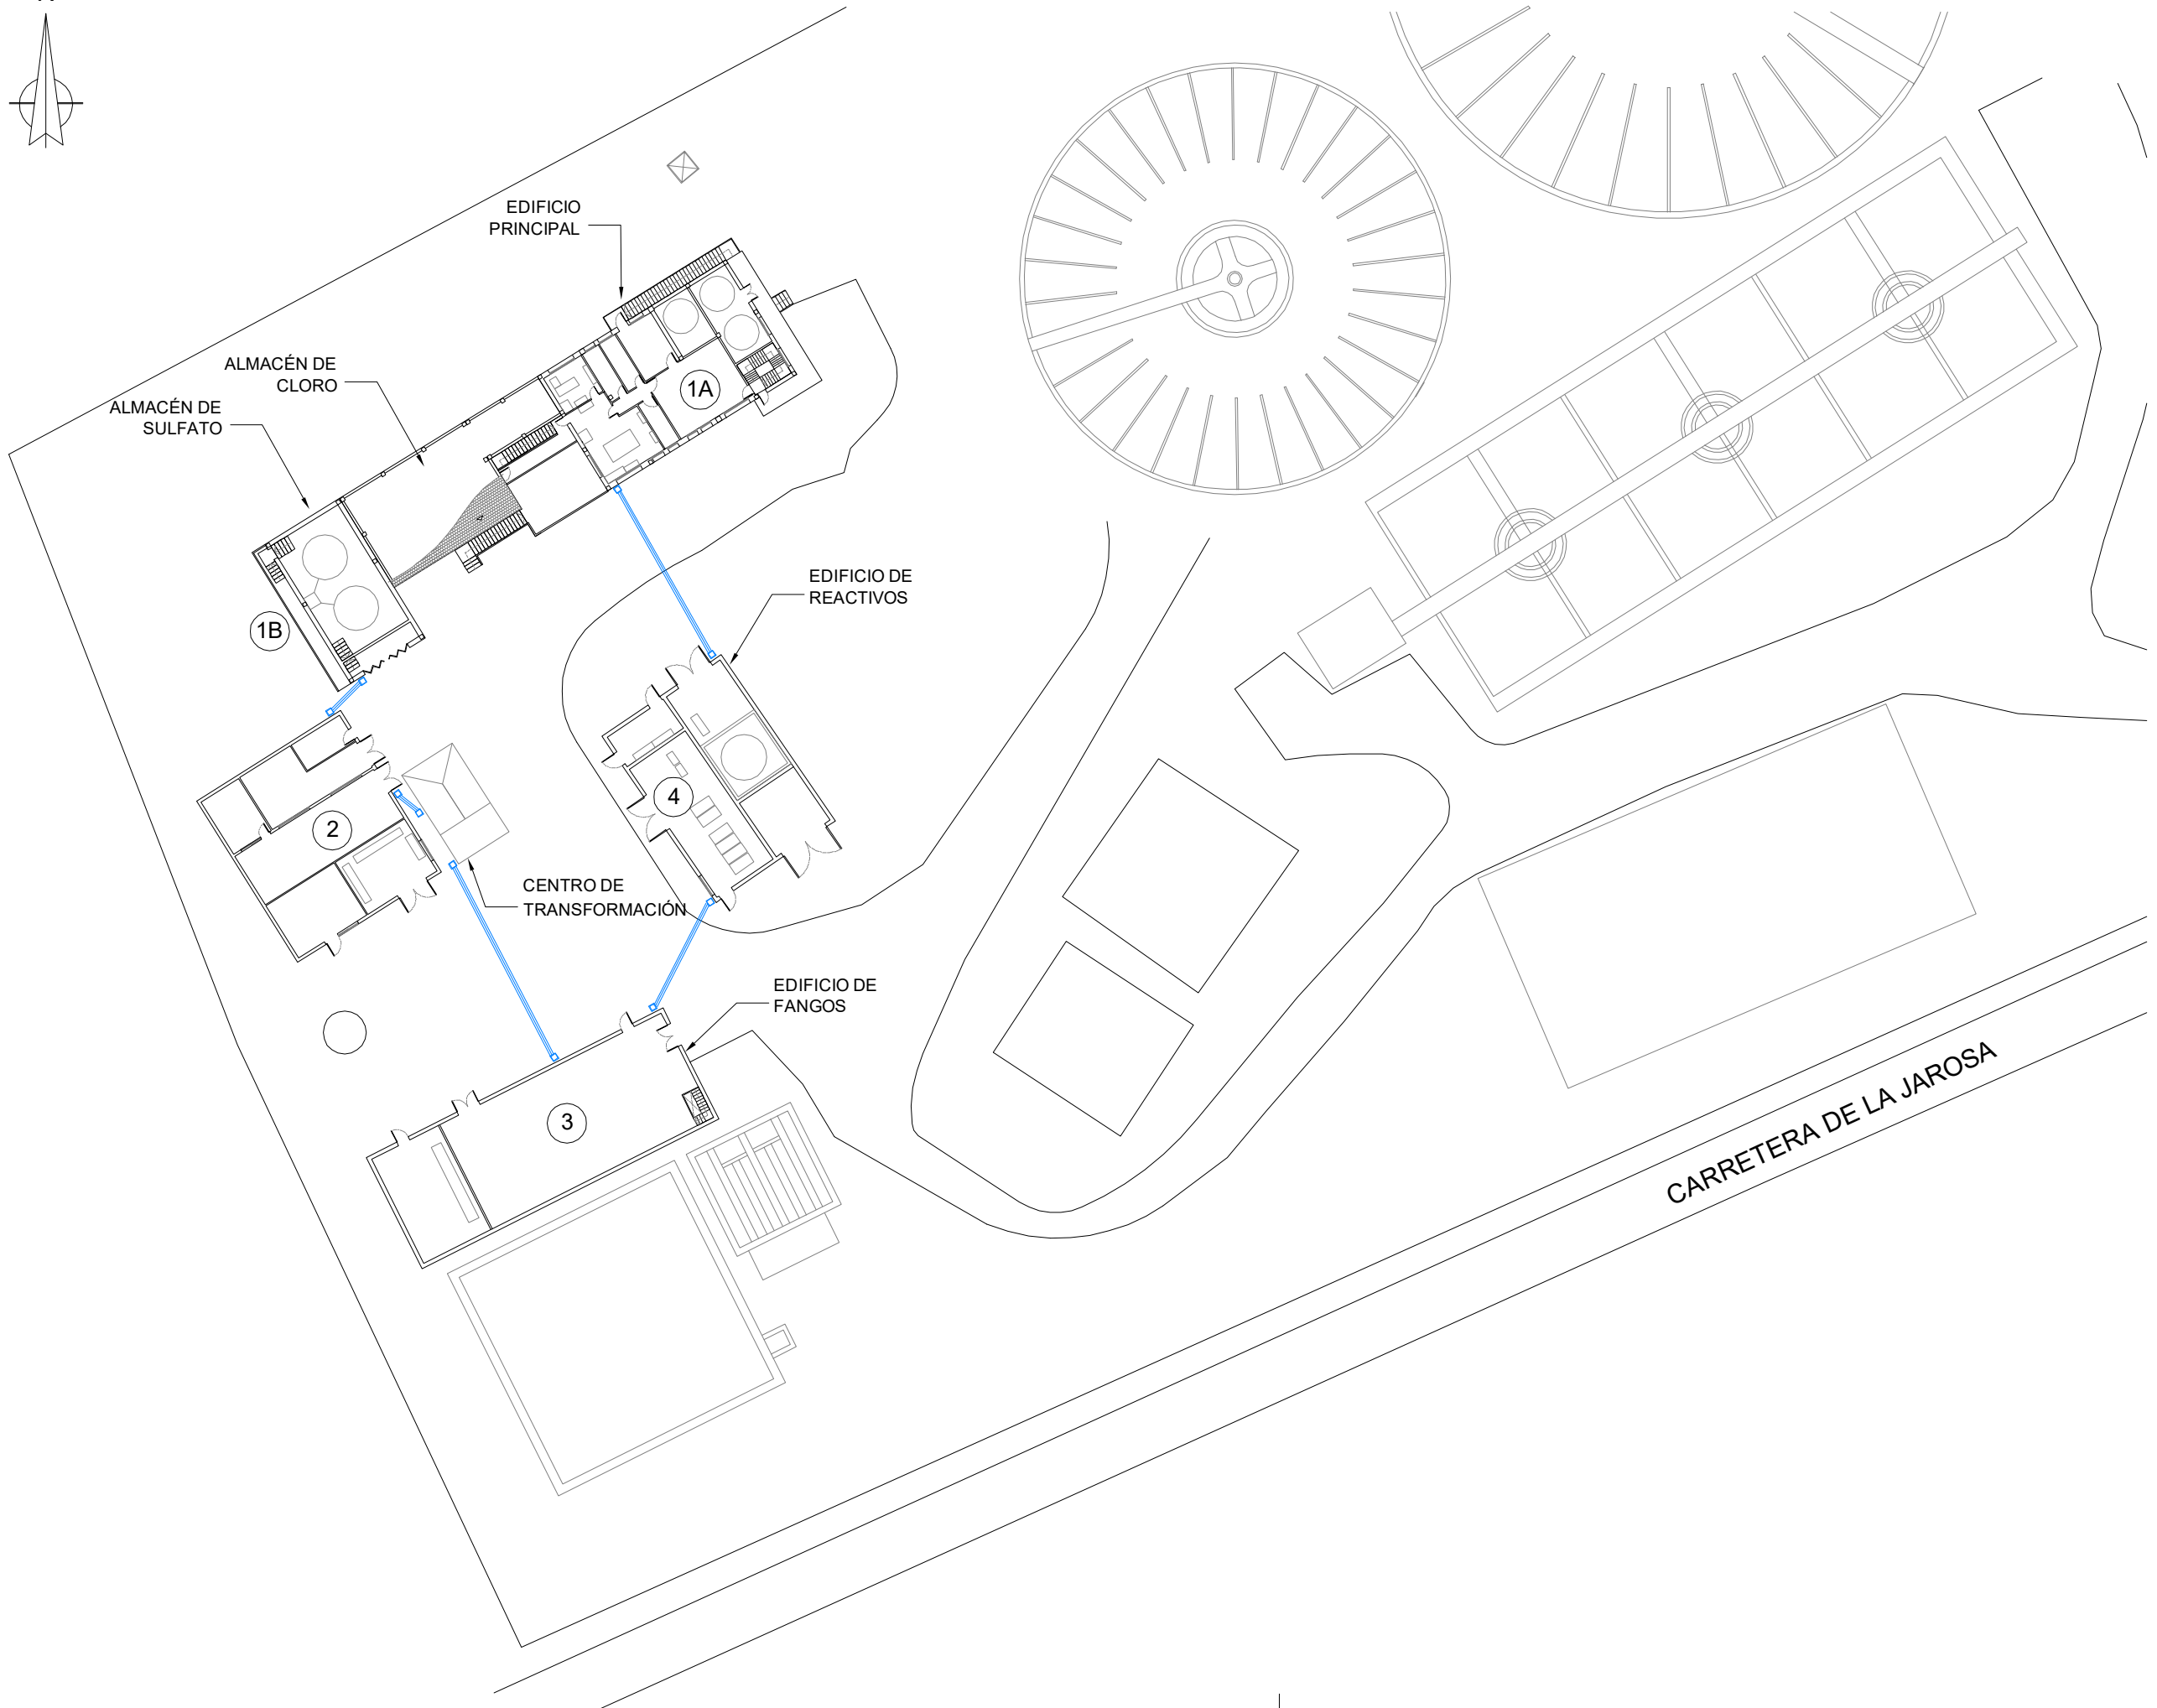 EDIFICIO
PRINCIPAL
ALMACÉN DE
CLORO
1A
ALMACÉN DE
SULFATO
EDIFICIO DE
REACTIVOS
1B
4
2
CENTRO DE
TRANSFORMACIÓN
EDIFICIO DE
FANGOS
3
CARRETERA DE LA JAROSA